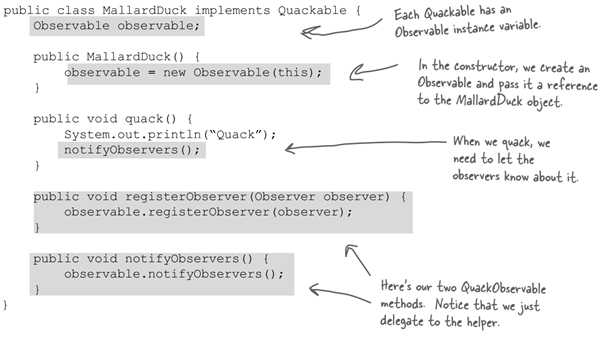 public class MallardDuck implements Quackable {
Observable observable;
Each Quackable has an
Observable instance variable.
public MallardDuck() {
observable = new Observable(this);
}
In the constructor, we create an
Observable and pass it a reference
to the MallardDuck object.
public void quack() {
System.out.println(“Quack”);
notifyObservers();
}
When we quack, we
need to let the
observers know about it.
public void registerObserver(Observer observer) {
observable.registerObserver(observer);
}
public void notifyObservers() {
observable.notifyObservers();
}
}
Here's our two QuackObservable
methods. Notice that we just
delegate to the helper.